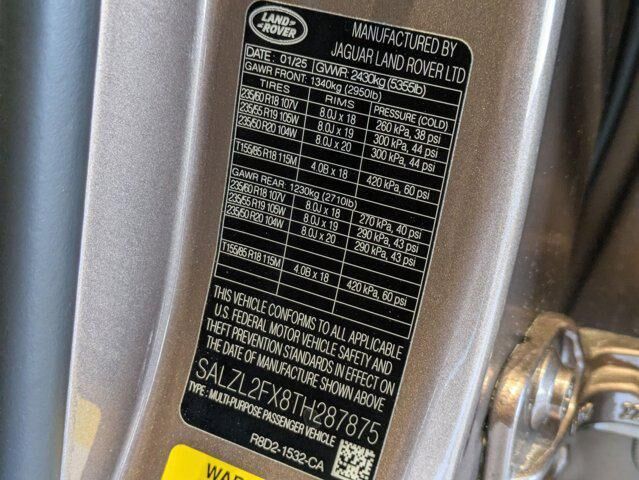 LAND ROVER
MANUFACTURED BY
JAGUAR LAND ROVER LTD
DATE: 01/25 GVWR: 2430kg (5355lb)
GAWR FRONT: 1340kg (2950lb)
TIRES RIMS PRESSURE (COLD)
235/60 R18 107V 8.0J x 18 260 kPa, 38 psi
235/55 R19 105W 8.0J x 19 300 kPa, 44 psi
235/50 R20 104W 8.0J x 20 300 kPa, 44 psi
T155/85 R18 115M 4.0B x 18 420 kPa, 60 psi
GAWR REAR: 1230kg (2710lb)
235/60 R18 107V 8.0J x 18 270 kPa, 40 psi
235/55 R19 105W 8.0J x 19 290 kPa, 43 psi
235/50 R20 104W 8.0J x 20 290 kPa, 43 psi
T155/85 R18 115M 4.0B x 18 420 kPa, 60 psi
THIS VEHICLE CONFORMS TO ALL APPLICABLE
U.S. FEDERAL MOTOR VEHICLE SAFETY AND
THEFT PREVENTION STANDARDS IN EFFECT ON
THE DATE OF MANUFACTURE SHOWN ABOVE
SALZL2FX8TH287875
TYPE: MULTI-PURPOSE PASSENGER VEHICLE
R8D2-1532-CA